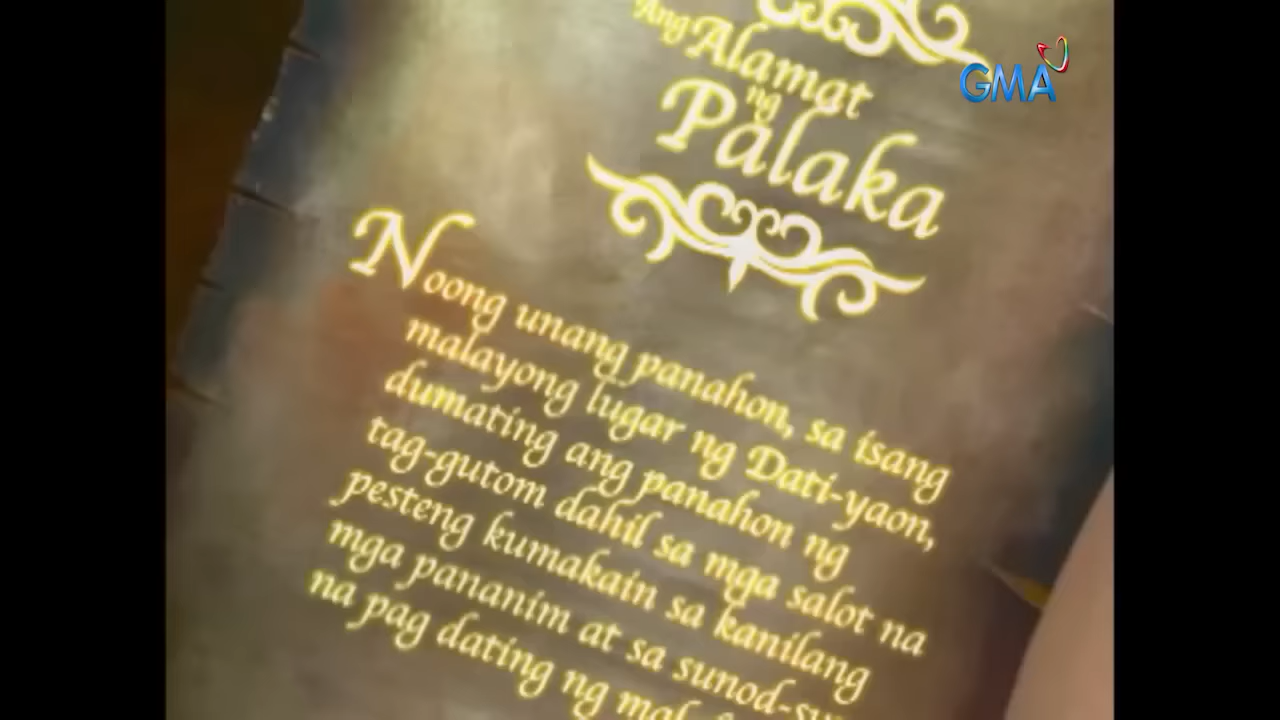 GMA
Ang Alamat
ng
Palaka
Noong unang panahon, sa isang
malayong lugar ng Dati-yaon,
dumating ang panahon ng
tag-gutom dahil sa mga salot na
pesteng kumakain sa kanilang
mga pananim at sa
na pag dating ng